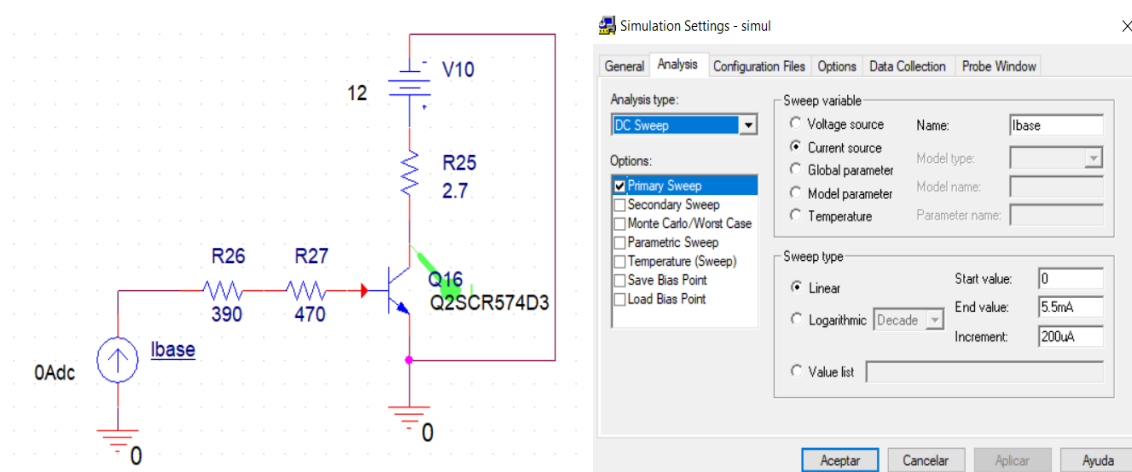 V10
12
-
+
R25
2.7
R26
R27
390
470
Q16
Q2SCR574D3
Ibase
0Adc
0
0
Simulation Settings - simul
General
Analysis
Configuration Files
Options
Data Collection
Probe Window
Analysis type:
DC Sweep
Options:
Primary Sweep
Secondary Sweep
Monte Carlo/Worst Case
Parametric Sweep
Temperature (Sweep)
Save Bias Point
Load Bias Point
Sweep variable
Voltage source
Current source
Global parameter
Model parameter
Temperature
Name:
Ibase
Model type:
Model name:
Parameter name:
Sweep type
Linear
Logarithmic
Decade
Value list
Start value:
0
End value:
5.5mA
Increment:
200uA
Aceptar
Cancelar
Aplicar
Ayuda